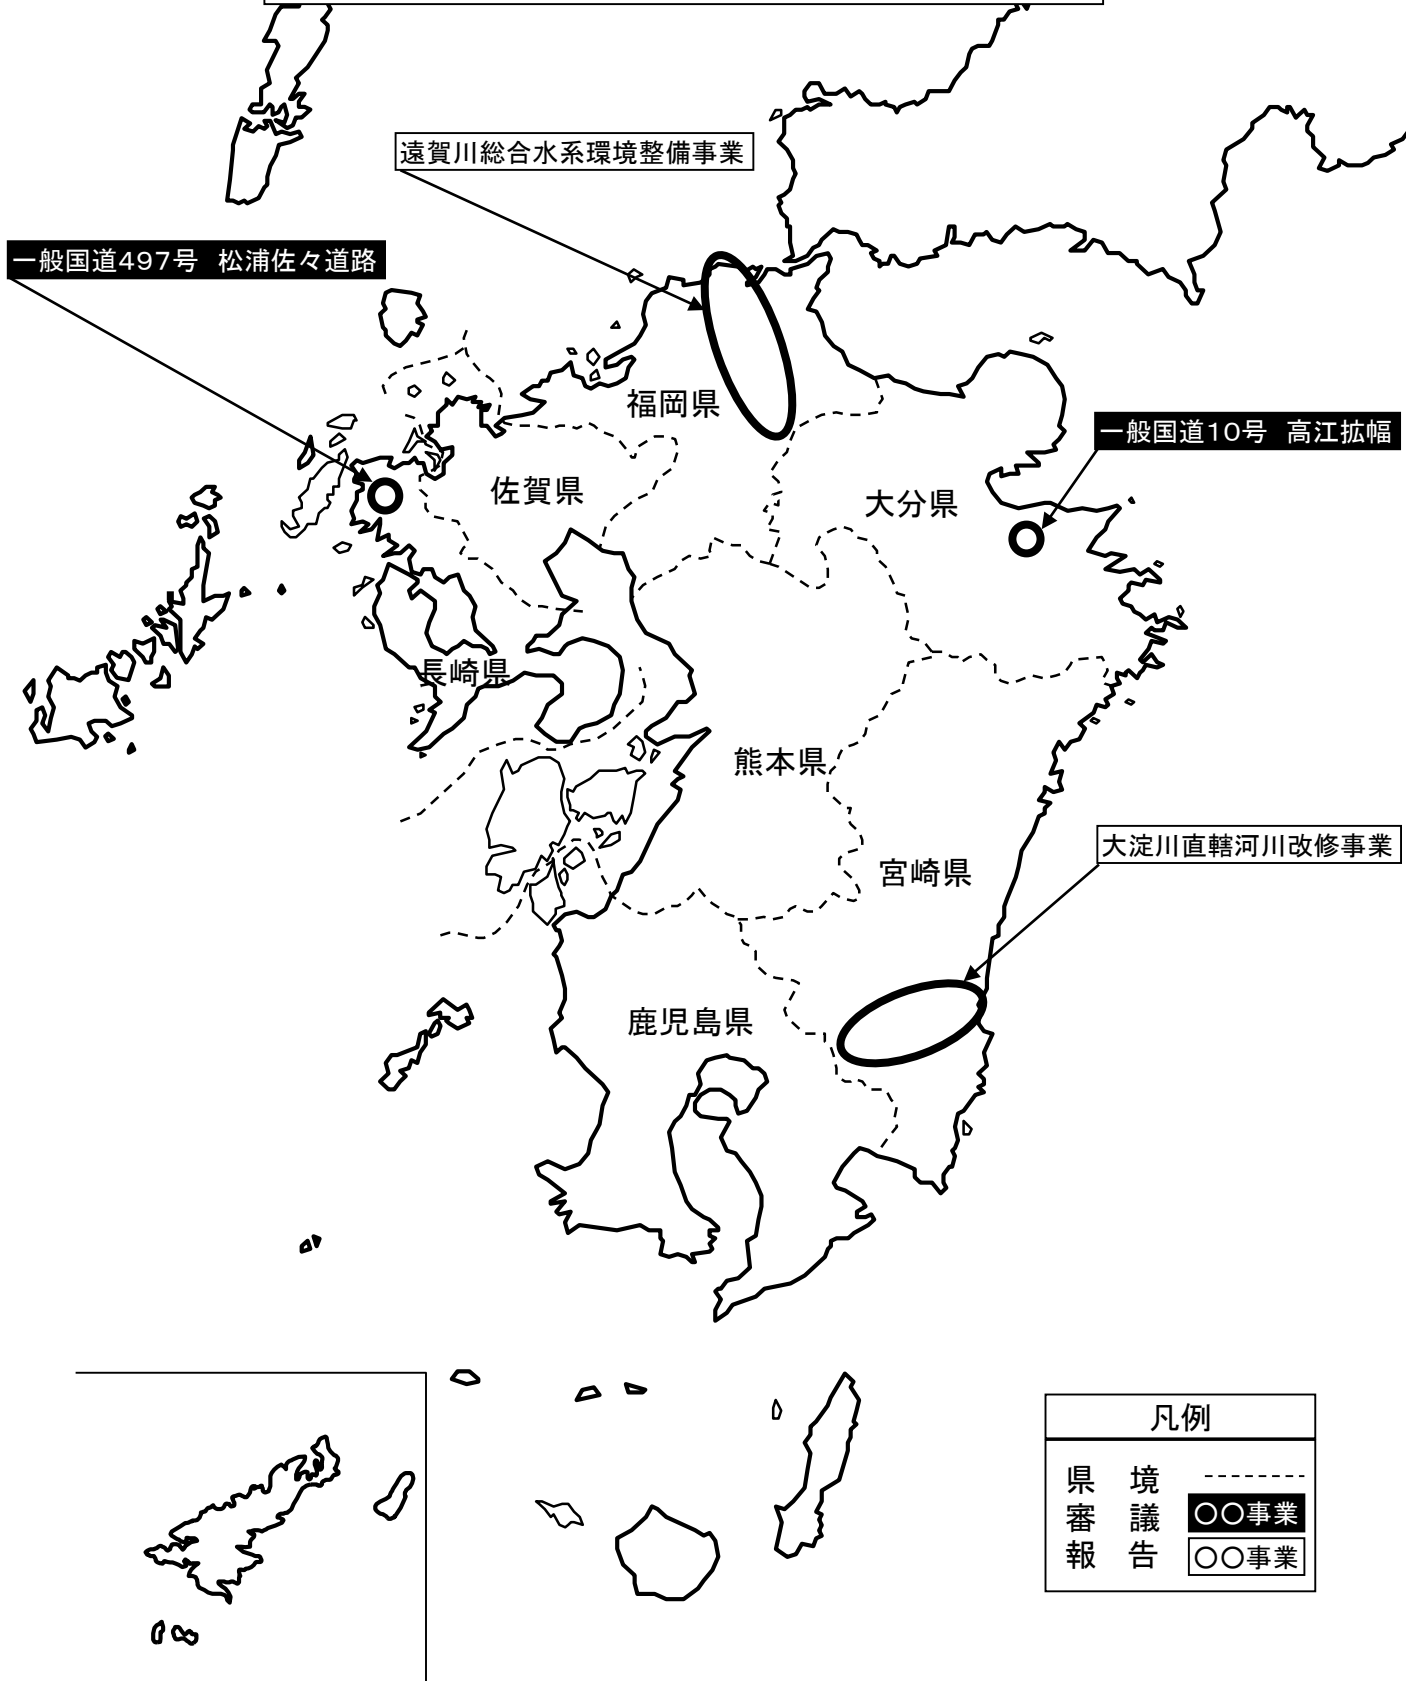 遠賀川総合水系環境整備事業
一般国道497号 松浦佐々道路
福岡県
一般国道10号 高江拡幅
佐賀県
大分県
長崎県
熊本県
大淀川直轄河川改修事業
宮崎県
鹿児島県
凡例
県 境
審 議 〇〇事業
報 告 〇〇事業